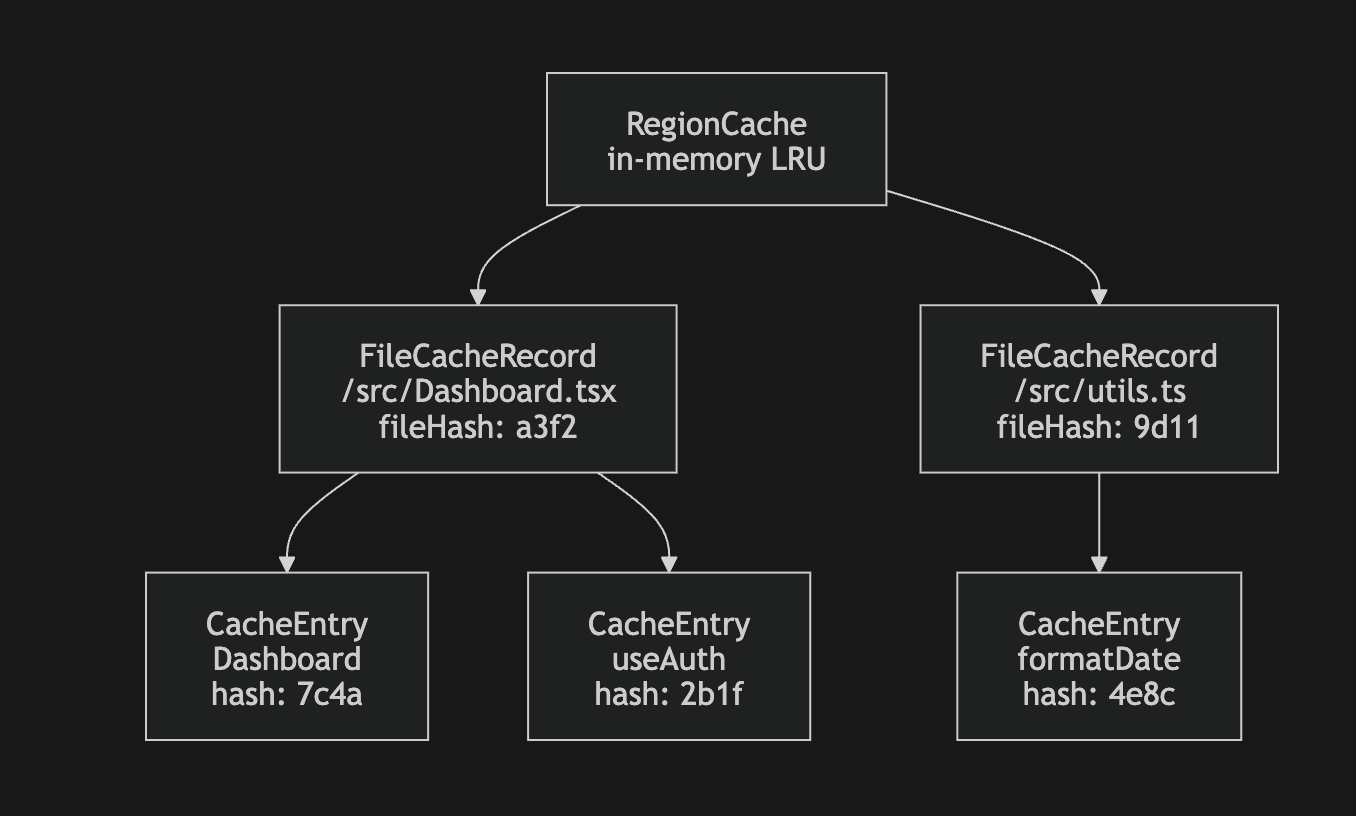 RegionCache
in-memory LRU
FileCacheRecord
/src/Dashboard.tsx
fileHash: a3f2
FileCacheRecord
/src/utils.ts
fileHash: 9d11
CacheEntry
Dashboard
hash: 7c4a
CacheEntry
useAuth
hash: 2b1f
CacheEntry
formatDate
hash: 4e8c